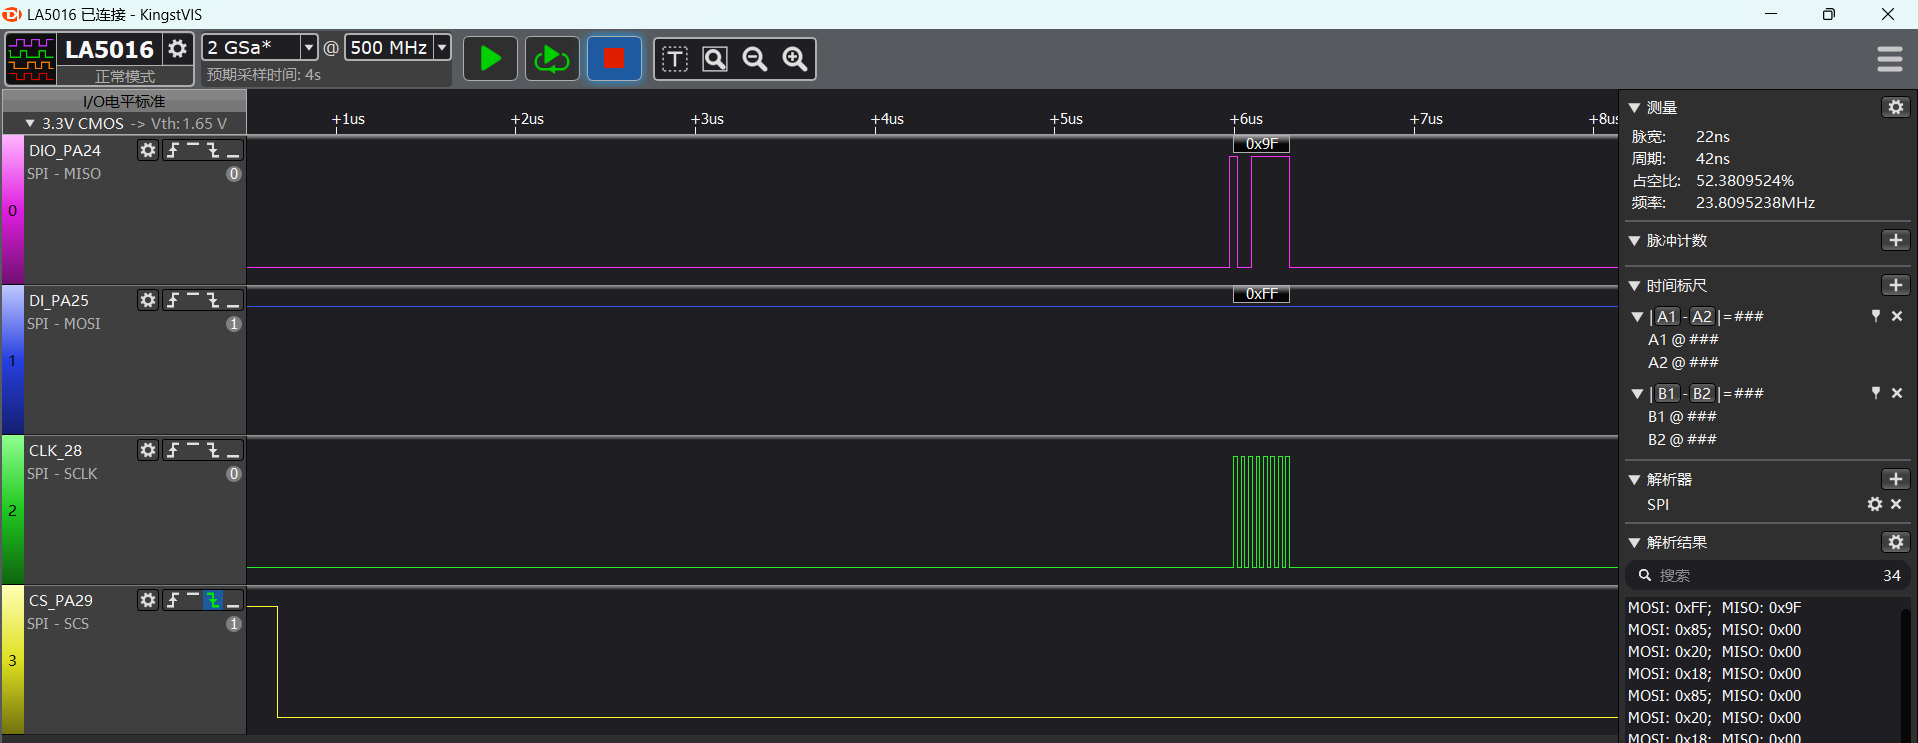 LA5016 已连接 - KingstVIS
LA5016
正常模式
2 GSa* @ 500 MHz
预期采样时间: 4s
T
I/O电平标准
3.3V CMOS -> Vth: 1.65 V
+1us +2us +3us +4us +5us +6us +7us +8us
0
DIO_PA24
SPI - MISO
0
0x9F
1
DI_PA25
SPI - MOSI
1
0xFF
2
CLK_28
SPI - SCLK
0
3
CS_PA29
SPI - SCS
1
测量
脉宽: 22ns
周期: 42ns
占空比: 52.3809524%
频率: 23.8095238MHz
脉冲计数
时间标尺
|A1-A2|=###
A1 @ ###
A2 @ ###
|B1-B2|=###
B1 @ ###
B2 @ ###
解析器
SPI
解析结果
搜索 34
MOSI: 0xFF; MISO: 0x9F
MOSI: 0x85; MISO: 0x00
MOSI: 0x20; MISO: 0x00
MOSI: 0x18; MISO: 0x00
MOSI: 0x85; MISO: 0x00
MOSI: 0x20; MISO: 0x00
MOSI: 0x18; MISO: 0x00